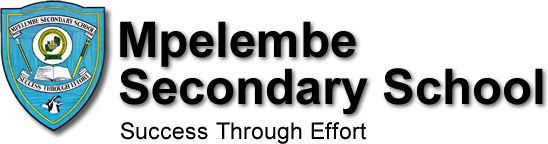 MPELEMBE SECONDARY SCHOOL
SUCCESS THROUGH EFFORT
Mpelembe
Secondary School
Success Through Effort